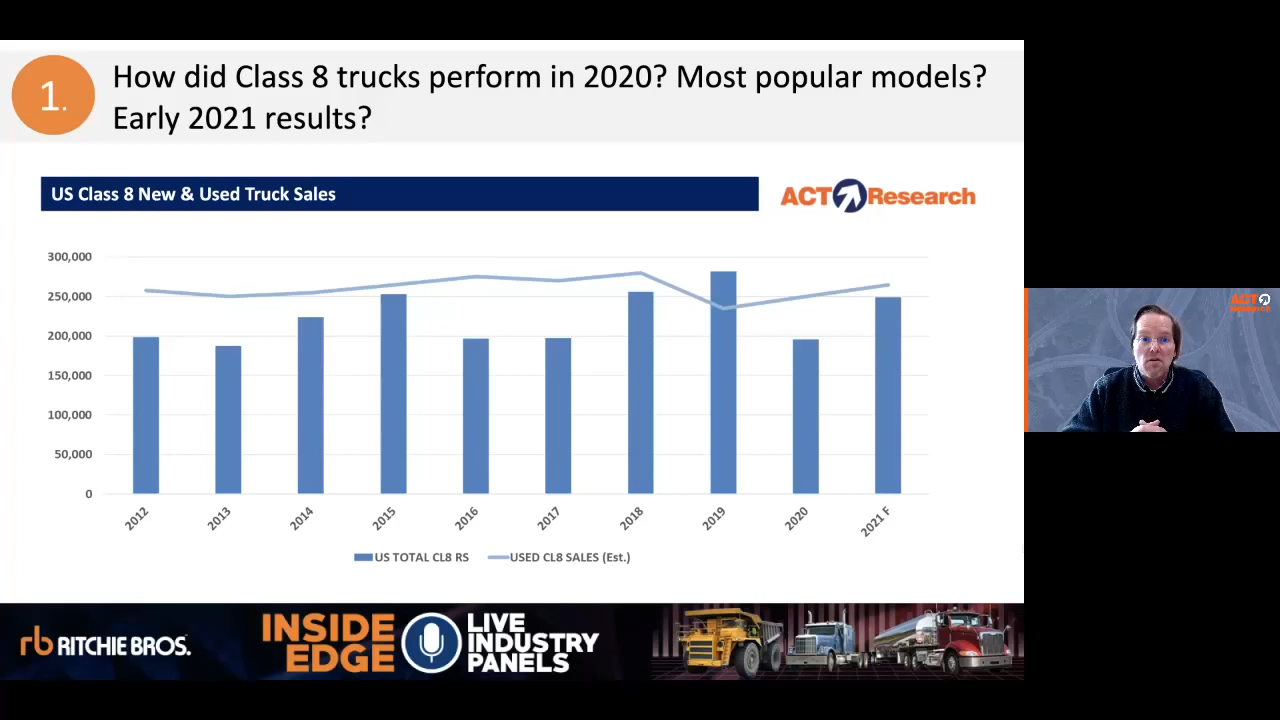 1.
How did Class 8 trucks perform in 2020? Most popular models?
Early 2021 results?
US Class 8 New & Used Truck Sales
ACT Research
300,000
250,000
200,000
150,000
100,000
50,000
0
2012
2013
2014
2015
2016
2017
2018
2019
2020
2021 F
US TOTAL CL8 RS
USED CL8 SALES (Est.)
ACT
Research
rb RITCHIE BROS.
INSIDE
EDGE
LIVE
INDUSTRY
PANELS